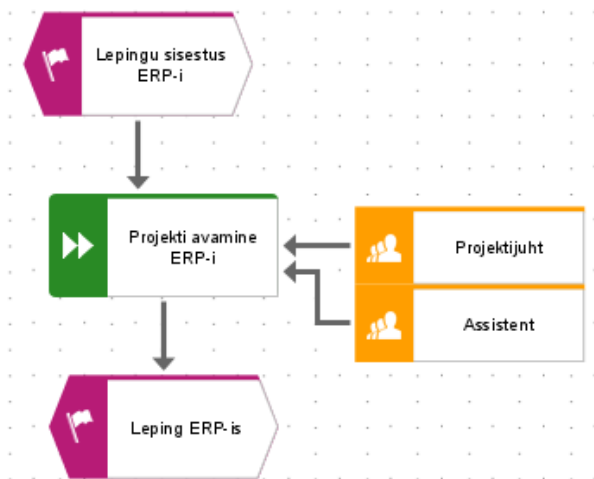 Lepingu sisestus
ERP-i
Projekti avamine
ERP-i
Projektijuht
Assistent
Leping ERP-is